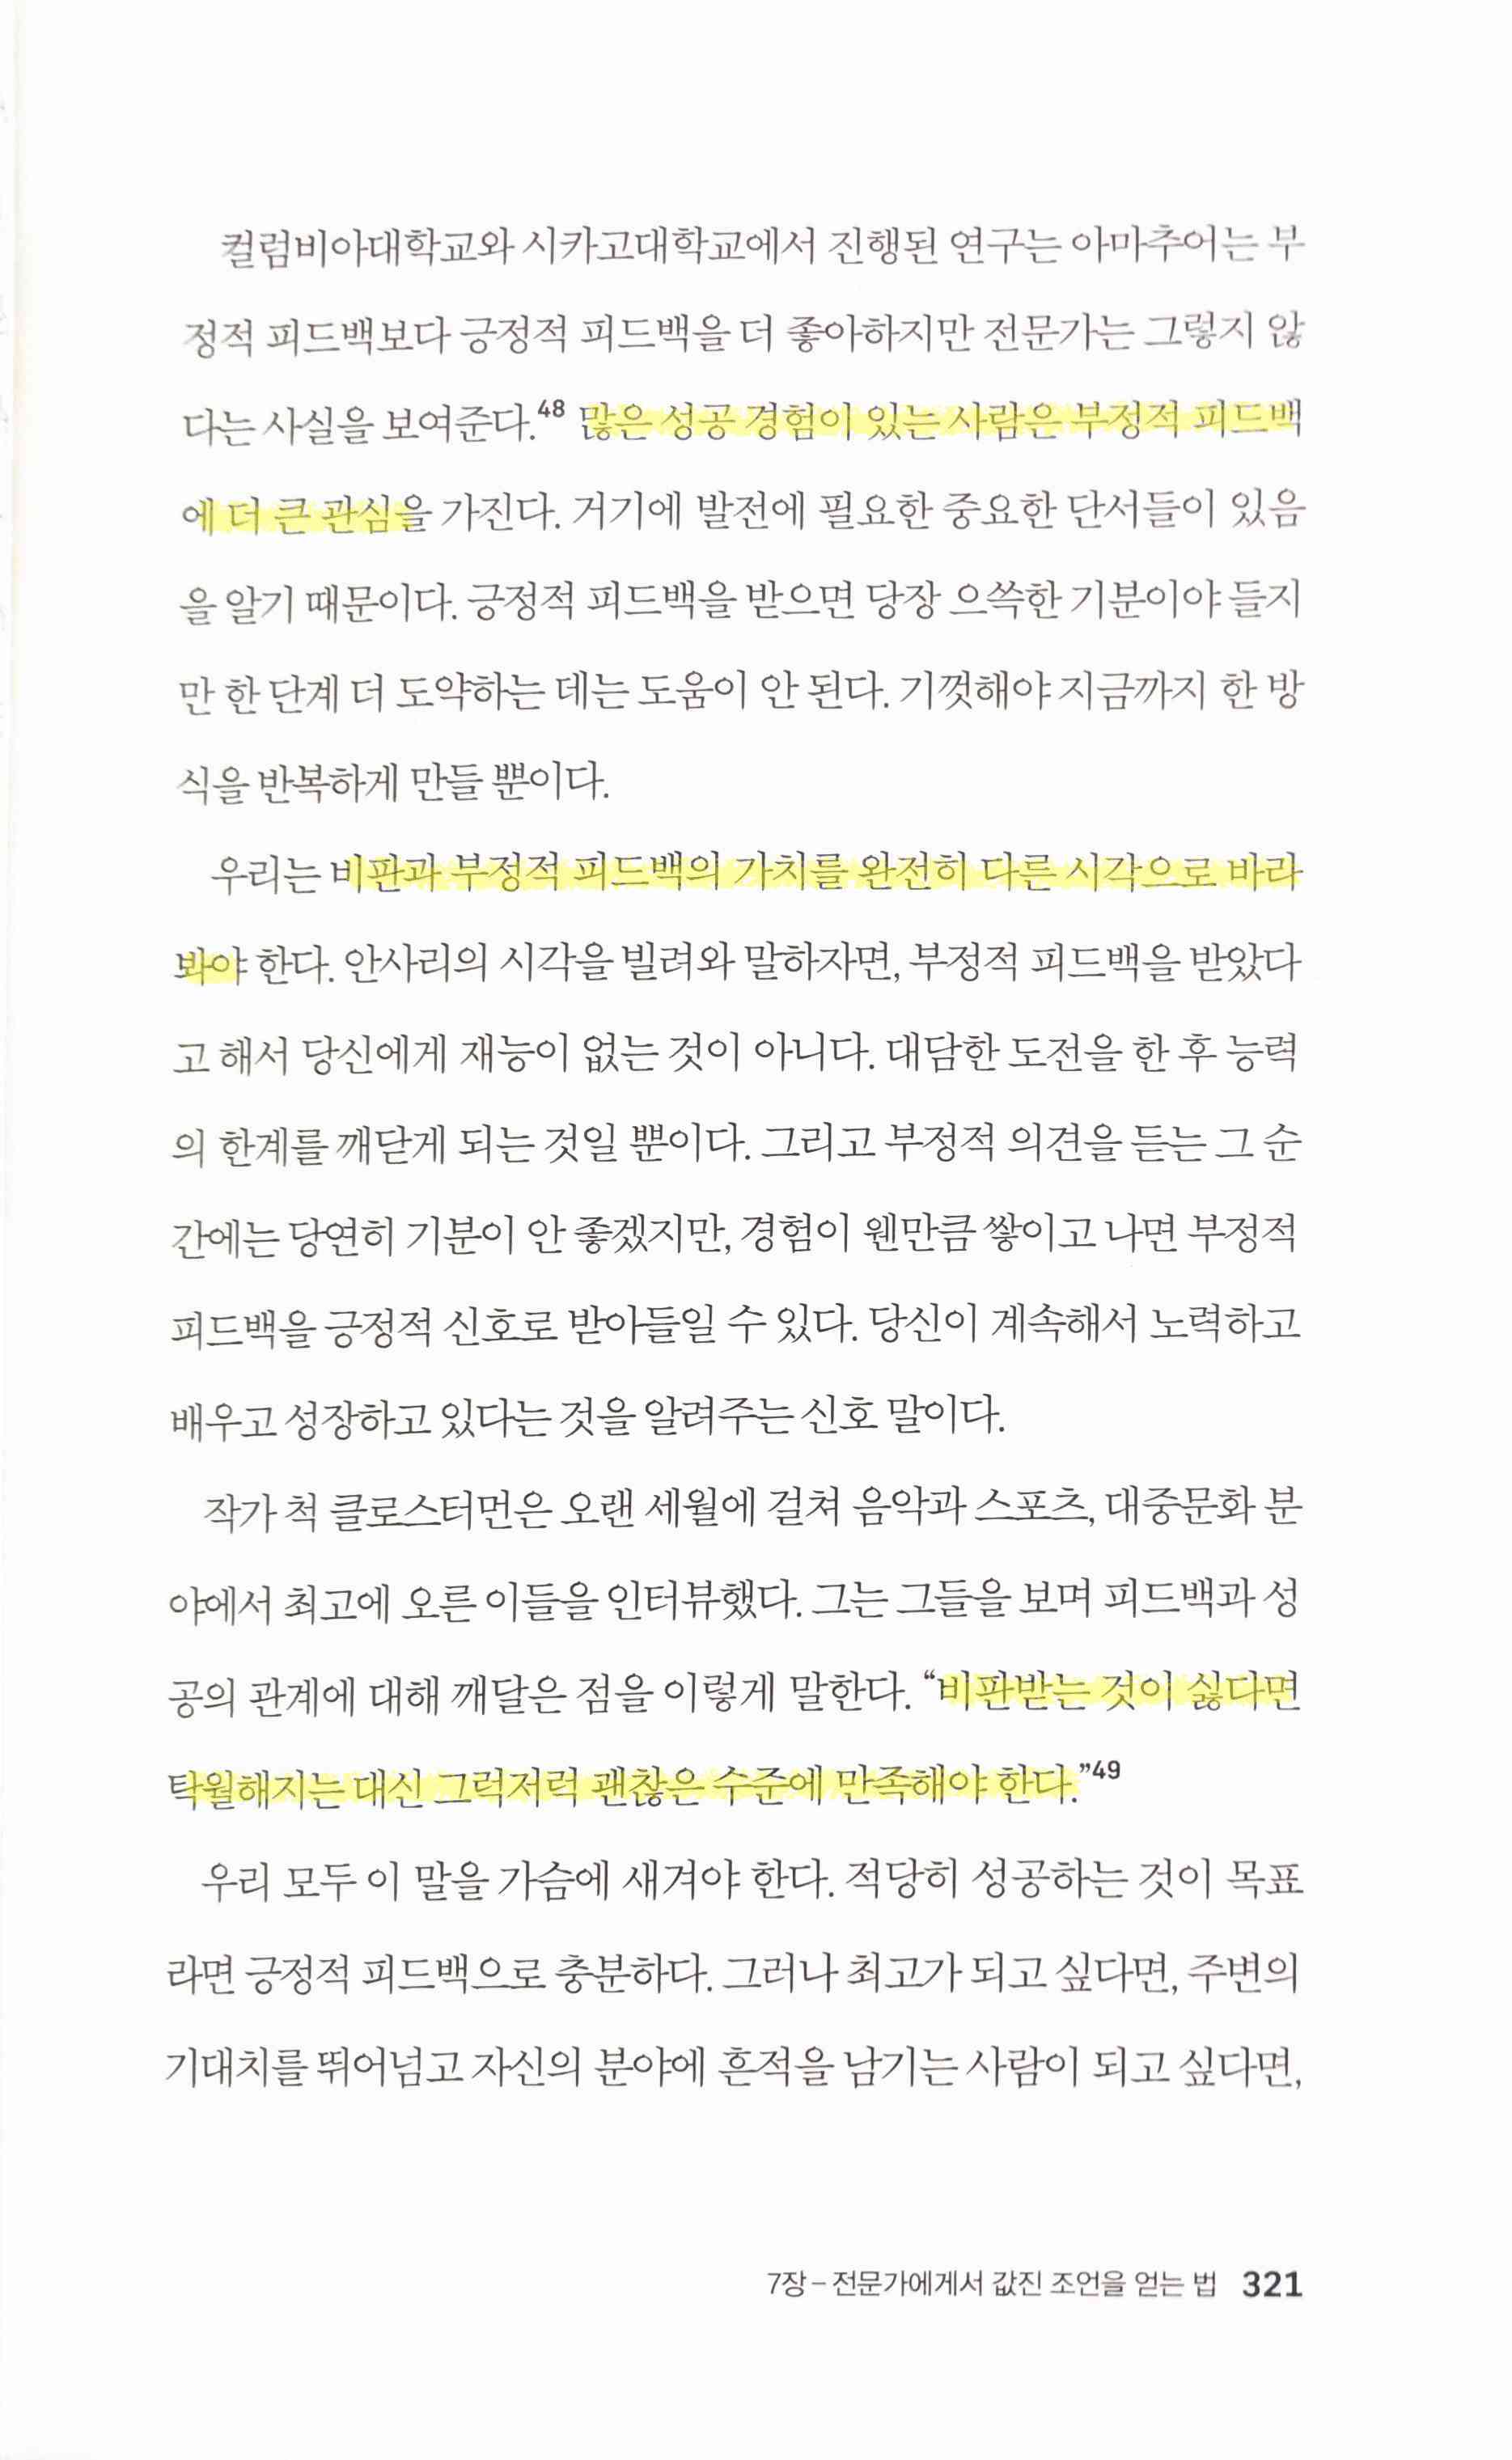 컬럼비아대학교와 시카고대학교에서 진행된 연구는 아마추어는 부
정적 피드백보다 긍정적 피드백을 더 좋아하지만 전문가는 그렇지 않
다는 사실을 보여준다.48 많은 성공 경험이 있는 사람은 부정적 피드백
에 더 큰 관심을 가진다. 거기에 발전에 필요한 중요한 단서들이 있음
을 알기 때문이다. 긍정적 피드백을 받으면 당장 으쓱한 기분이야 들지
만 한 단계 더 도약하는 데는 도움이 안 된다. 기껏해야 지금까지 한 방
식을 반복하게 만들 뿐이다.
우리는 비판과 부정적 피드백의 가치를 완전히 다른 시각으로 바라
봐야 한다. 안사리의 시각을 빌려와 말하자면, 부정적 피드백을 받았다
고 해서 당신에게 재능이 없는 것이 아니다. 대담한 도전을 한 후 능력
의 한계를 깨닫게 되는 것일 뿐이다. 그리고 부정적 의견을 듣는 그 순
간에는 당연히 기분이 안 좋겠지만, 경험이 웬만큼 쌓이고 나면 부정적
피드백을 긍정적 신호로 받아들일 수 있다. 당신이 계속해서 노력하고
배우고 성장하고 있다는 것을 알려주는 신호 말이다.
작가 척 클로스터먼은 오랜 세월에 걸쳐 음악과 스포츠, 대중문화 분
야에서 최고에 오른 이들을 인터뷰했다. 그는 그들을 보며 피드백과 성
공의 관계에 대해 깨달은 점을 이렇게 말한다. “비판받는 것이 싫다면
탁월해지는 대신 그럭저럭 괜찮은 수준에 만족해야 한다.”49
우리 모두 이 말을 가슴에 새겨야 한다. 적당히 성공하는 것이 목표
라면 긍정적 피드백으로 충분하다. 그러나 최고가 되고 싶다면, 주변의
기대치를 뛰어넘고 자신의 분야에 흔적을 남기는 사람이 되고 싶다면,
7장 – 전문가에게서 값진 조언을 얻는 법 321